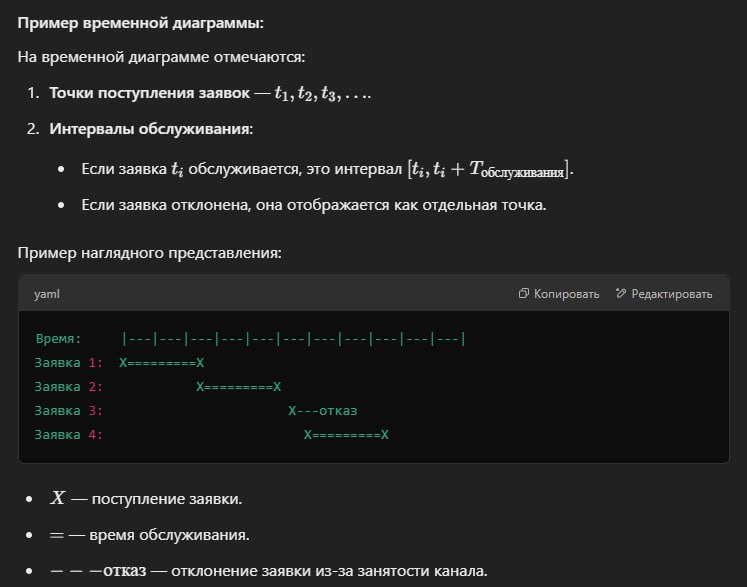 Пример временной диаграммы:
На временной диаграмме отмечаются:
1. Точки поступления заявок — t₁, t₂, t₃, ….
2. Интервалы обслуживания:
• Если заявка tᵢ обслуживается, это интервал [tᵢ, tᵢ + Tобслуживания].
• Если заявка отклонена, она отображается как отдельная точка.
Пример наглядного представления:
yaml Копировать Редактировать
Время:     |---|---|---|---|---|---|---|---|---|---|---|
Заявка 1:  X=========X
Заявка 2:            X=========X
Заявка 3:                        X---отказ
Заявка 4:                          X=========X
• X — поступление заявки.
• = — время обслуживания.
• − − −отказ — отклонение заявки из-за занятости канала.